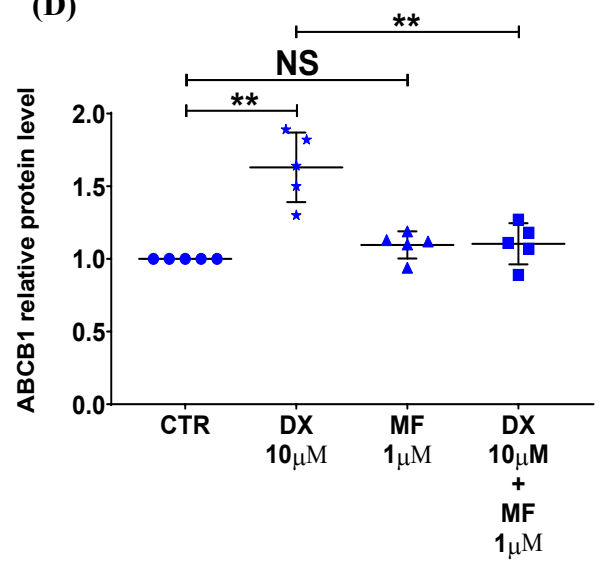 (D)
**
NS
**
ABCB1 relative protein level
2.0
1.5
1.0
0.5
0.0
CTR
DX
10μM
MF
1μM
DX
10μM
+
MF
1μM